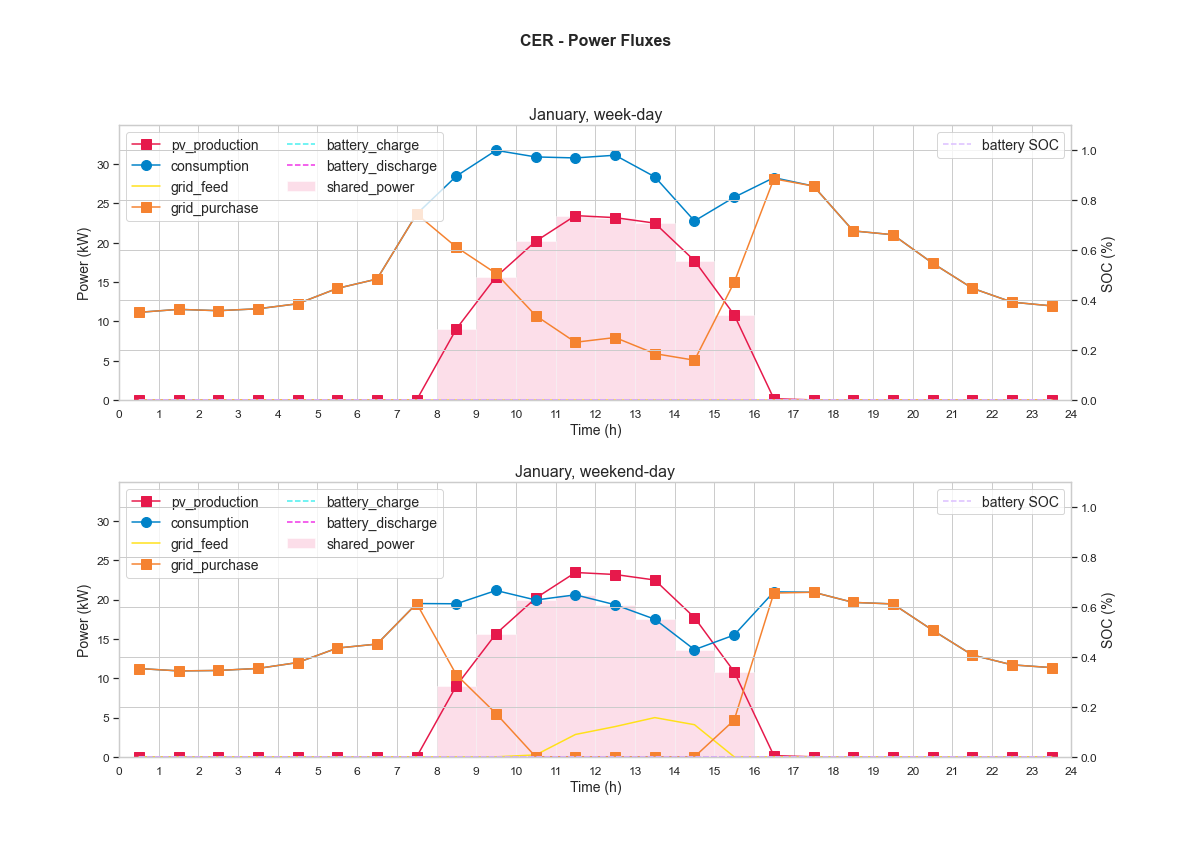 CER - Power Fluxes
January, week-day
pv_production
consumption
grid_feed
grid_purchase
battery_charge
battery_discharge
shared_power
battery SOC
Power (kW)
0
5
10
15
20
25
30
SOC (%)
0.0
0.2
0.4
0.6
0.8
1.0
0 1 2 3 4 5 6 7 8 9 10 11 12 13 14 15 16 17 18 19 20 21 22 23 24
Time (h)
January, weekend-day
pv_production
consumption
grid_feed
grid_purchase
battery_charge
battery_discharge
shared_power
battery SOC
Power (kW)
0
5
10
15
20
25
30
SOC (%)
0.0
0.2
0.4
0.6
0.8
1.0
0 1 2 3 4 5 6 7 8 9 10 11 12 13 14 15 16 17 18 19 20 21 22 23 24
Time (h)